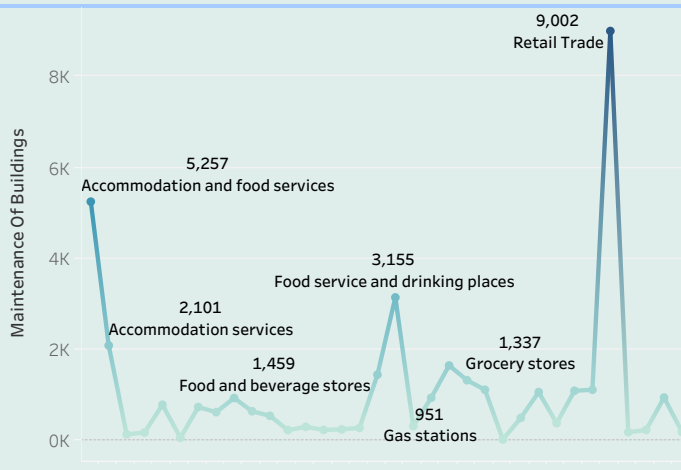 9,002
Retail Trade
8K
6K
5,257
Accommodation and food services
4K
3,155
Food service and drinking places
2,101
Accommodation services
2K
1,337
Grocery stores
1,459
Food and beverage stores
951
Gas stations
0K
Maintenance Of Buildings